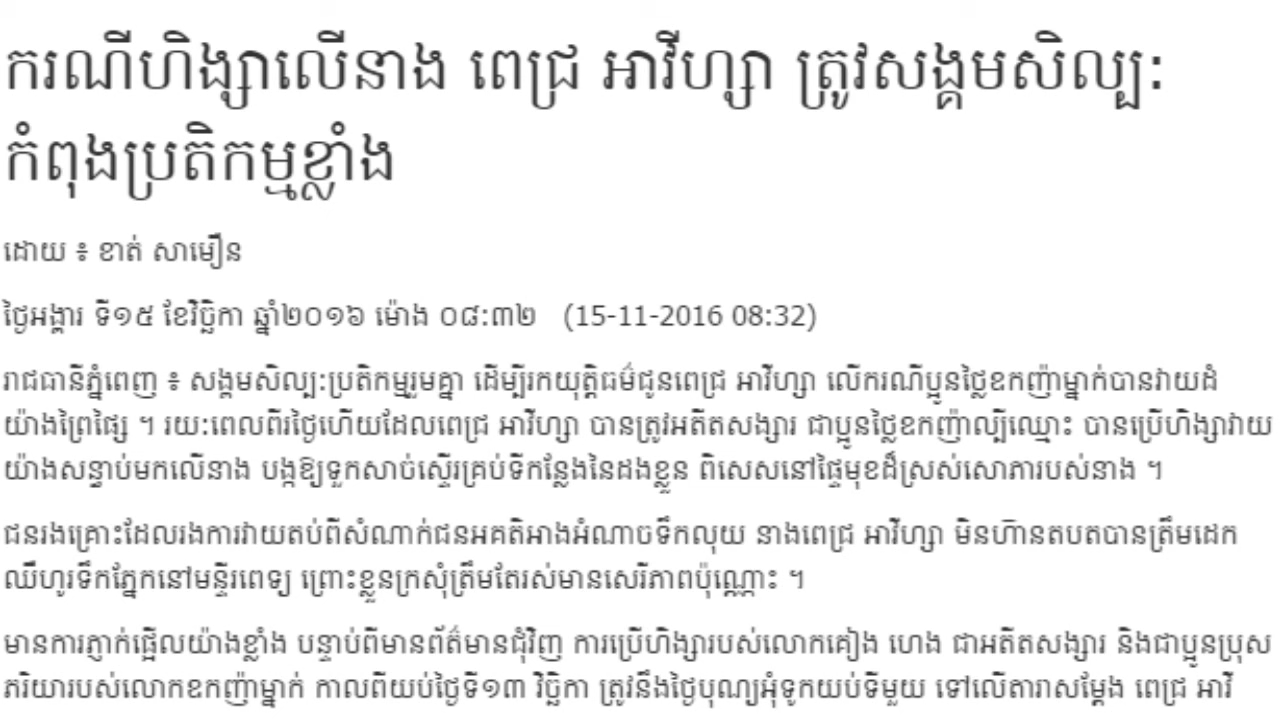 ករណីហិង្សាលើនាង ពេជ្រ អាវីហ្សា ត្រូវសង្គមសិល្បៈ
កំពុងប្រតិកម្មខ្លាំង
ដោយ ៖ ខាត់ សាមឿន
ថ្ងៃអង្គារ ទី១៥ ខែវិច្ឆិកា ឆ្នាំ២០១៦ ម៉ោង ០៨:៣២ (15-11-2016 08:32)
រាជធានីភ្នំពេញ ៖ សង្គមសិល្បៈប្រតិកម្មរួមគ្នា ដើម្បីរកយុត្តិធម៌ជូនពេជ្រ អាវីហ្សា លើករណីប្អូនថ្លៃឧកញ៉ាម្នាក់បានវាយដំ
យ៉ាងព្រៃផ្សៃ ។ រយៈពេលពីរថ្ងៃហើយដែលពេជ្រ អាវីហ្សា បានត្រូវអតីតសង្សារ ជាប្អូនថ្លៃឧកញ៉ាល្បីឈ្មោះ បានប្រើហិង្សាវាយ
យ៉ាងសន្ធាប់មកលើនាង បង្កឱ្យទូកសាច់ស្ទើរគ្រប់ទីកន្លែងនៃដងខ្លួន ពិសេសនៅផ្ទៃមុខដ៏ស្រស់សោភារបស់នាង ។
ជនរងគ្រោះដែលរងការវាយតប់ពីសំណាក់ជនអគតិអាងអំណាចទឹកលុយ នាងពេជ្រ អាវីហ្សា មិនហ៊ានតបតបានត្រឹមដេក
ឈឺហូរទឹកភ្នែកនៅមន្ទីរពេទ្យ ព្រោះខ្លួនក្រសុំត្រឹមតែរស់មានសេរីភាពប៉ុណ្ណោះ ។
មានការភ្ញាក់ផ្អើលយ៉ាងខ្លាំង បន្ទាប់ពីមានព័ត៌មានជុំវិញ ការប្រើហិង្សារបស់លោកគៀង ហេង ជាអតីតសង្សារ និងជាប្អូនប្រុស
ភរិយារបស់លោកឧកញ៉ាម្នាក់ កាលពីយប់ថ្ងៃទី១៣ វិច្ឆិកា ត្រូវនឹងថ្ងៃបុណ្យអុំទូកយប់ទីមួយ ទៅលើតារាសម្តែង ពេជ្រ អាវី